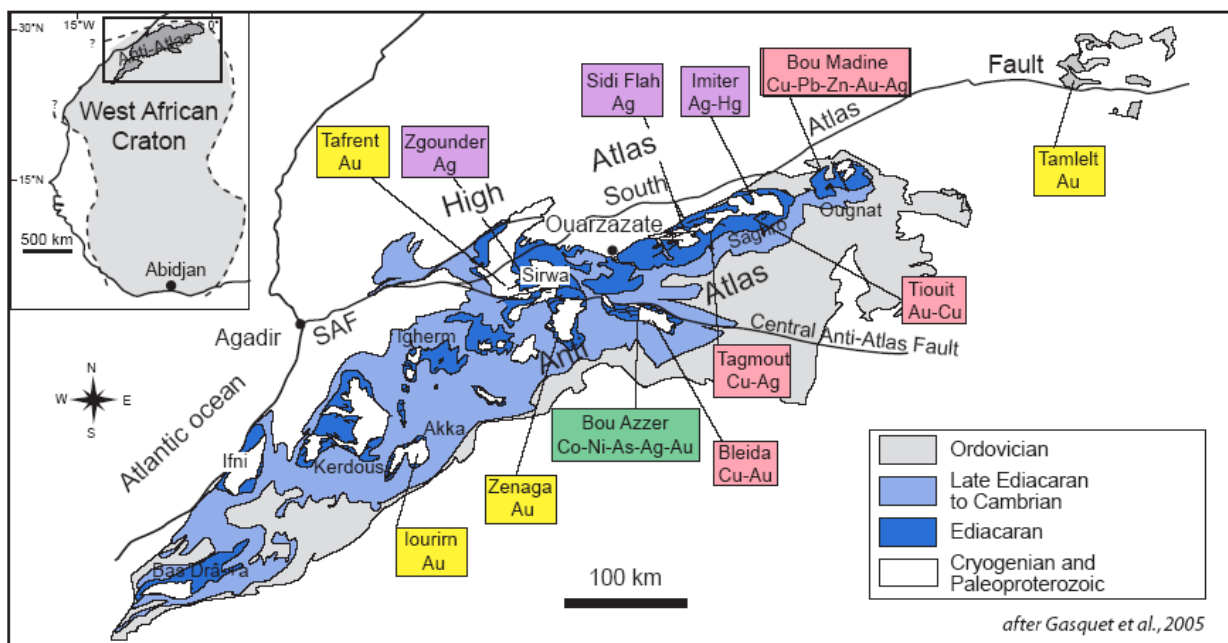 30°N
15°W
0°
?
Anti-Atlas
?
West African
Craton
15°N
500 km
Abidjan
Tafrent
Au
Zgounder
Ag
Sidi Flah
Ag
Imiter
Ag-Hg
Bou Madine
Cu-Pb-Zn-Au-Ag
Fault
Tamlelt
Au
Atlas
Atlas
South
High
Ouarzazate
Ougnat
Saghro
Sirwa
Atlas
Tiouit
Au-Cu
Agadir
SAF
Igherm
Central Anti-Atlas Fault
Anti
Tagmout
Cu-Ag
N
W
E
S
Atlantic ocean
Bou Azzer
Co-Ni-As-Ag-Au
Bleida
Cu-Au
Akka
Ifni
Kerdous
Zenaga
Au
Iourirn
Au
Bas Drâ
100 km
Ordovician
Late Ediacaran
to Cambrian
Ediacaran
Cryogenian and
Paleoproterozoic
after Gasquet et al., 2005